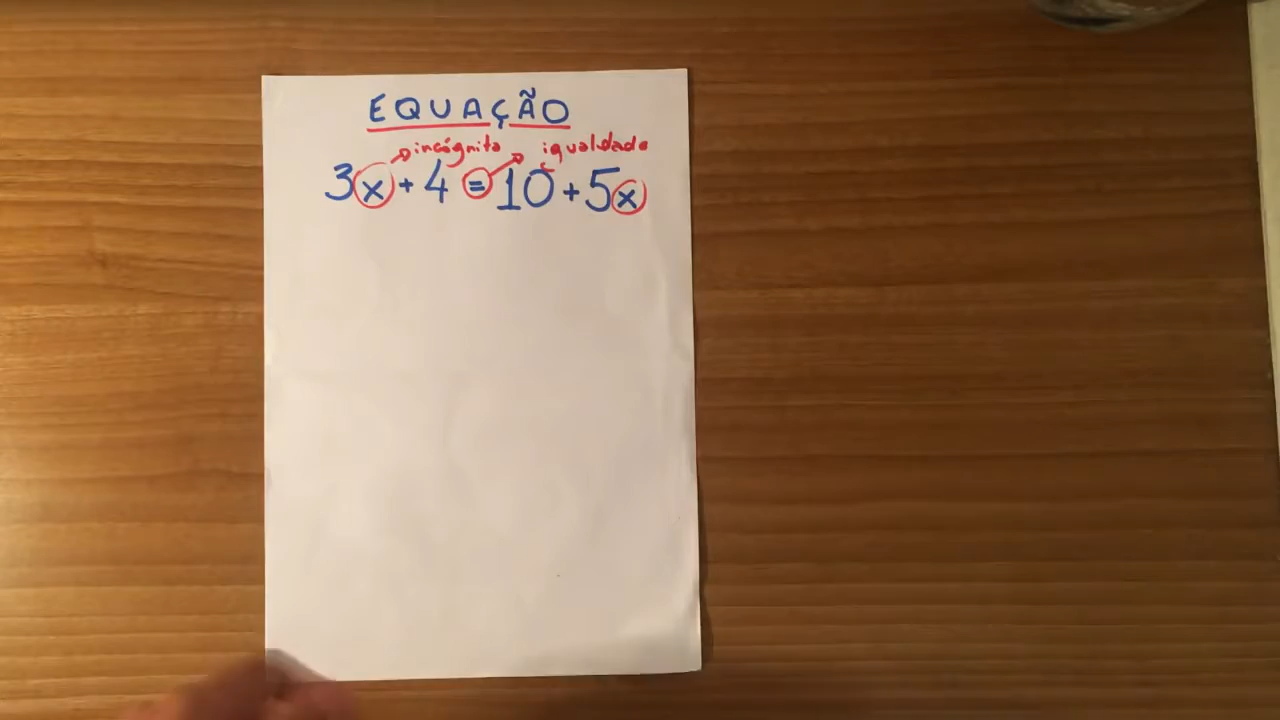 EQUAÇÃO
incógnita igualdade
3x + 4 = 10 + 5x